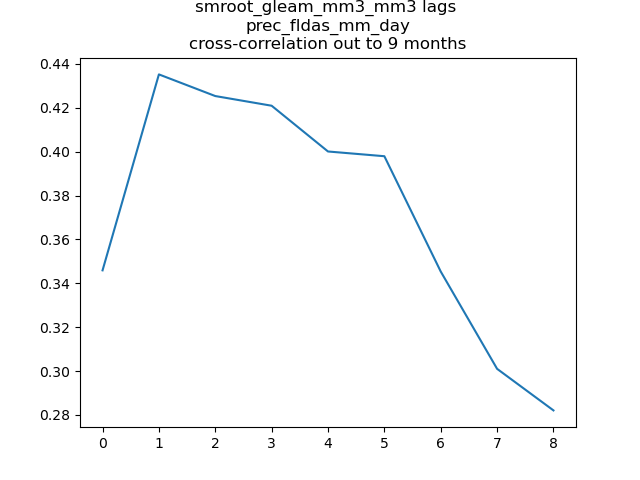 smroot_gleam_mm3_mm3 lags
prec_fldas_mm_day
cross-correlation out to 9 months
0.44
0.42
0.40
0.38
0.36
0.34
0.32
0.30
0.28
0 1 2 3 4 5 6 7 8